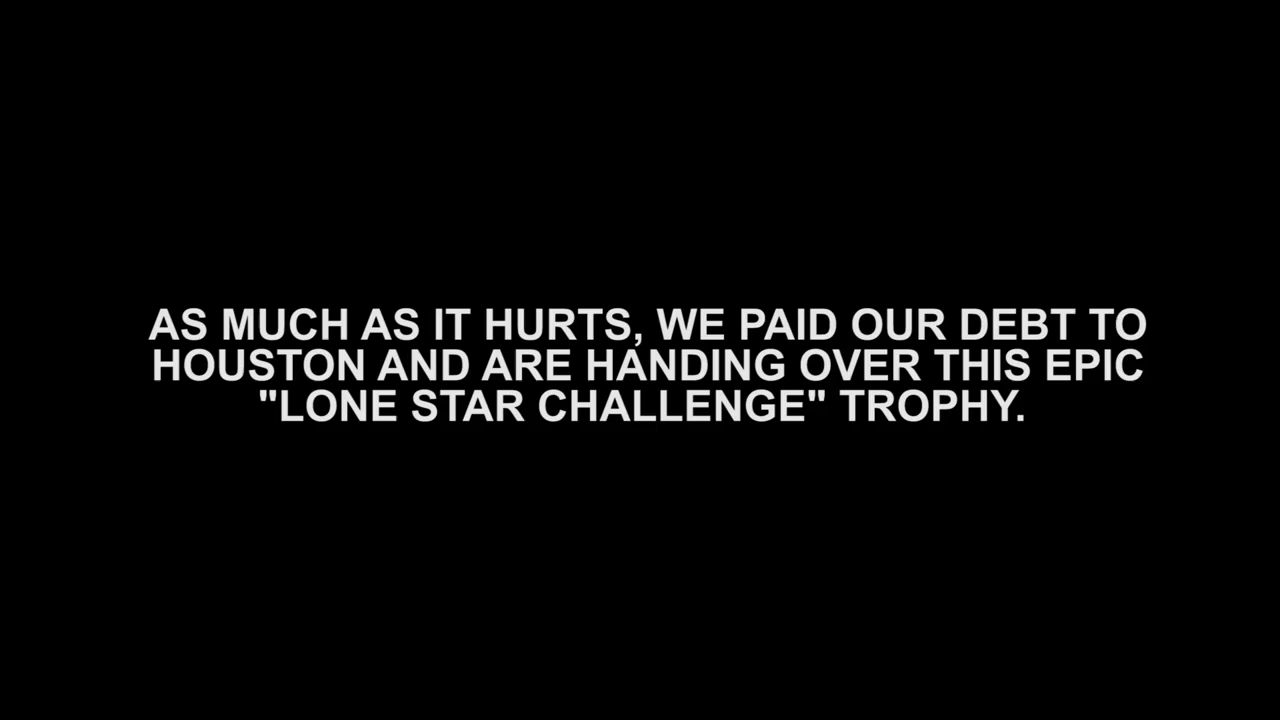 AS MUCH AS IT HURTS, WE PAID OUR DEBT TO
HOUSTON AND ARE HANDING OVER THIS EPIC
"LONE STAR CHALLENGE" TROPHY.